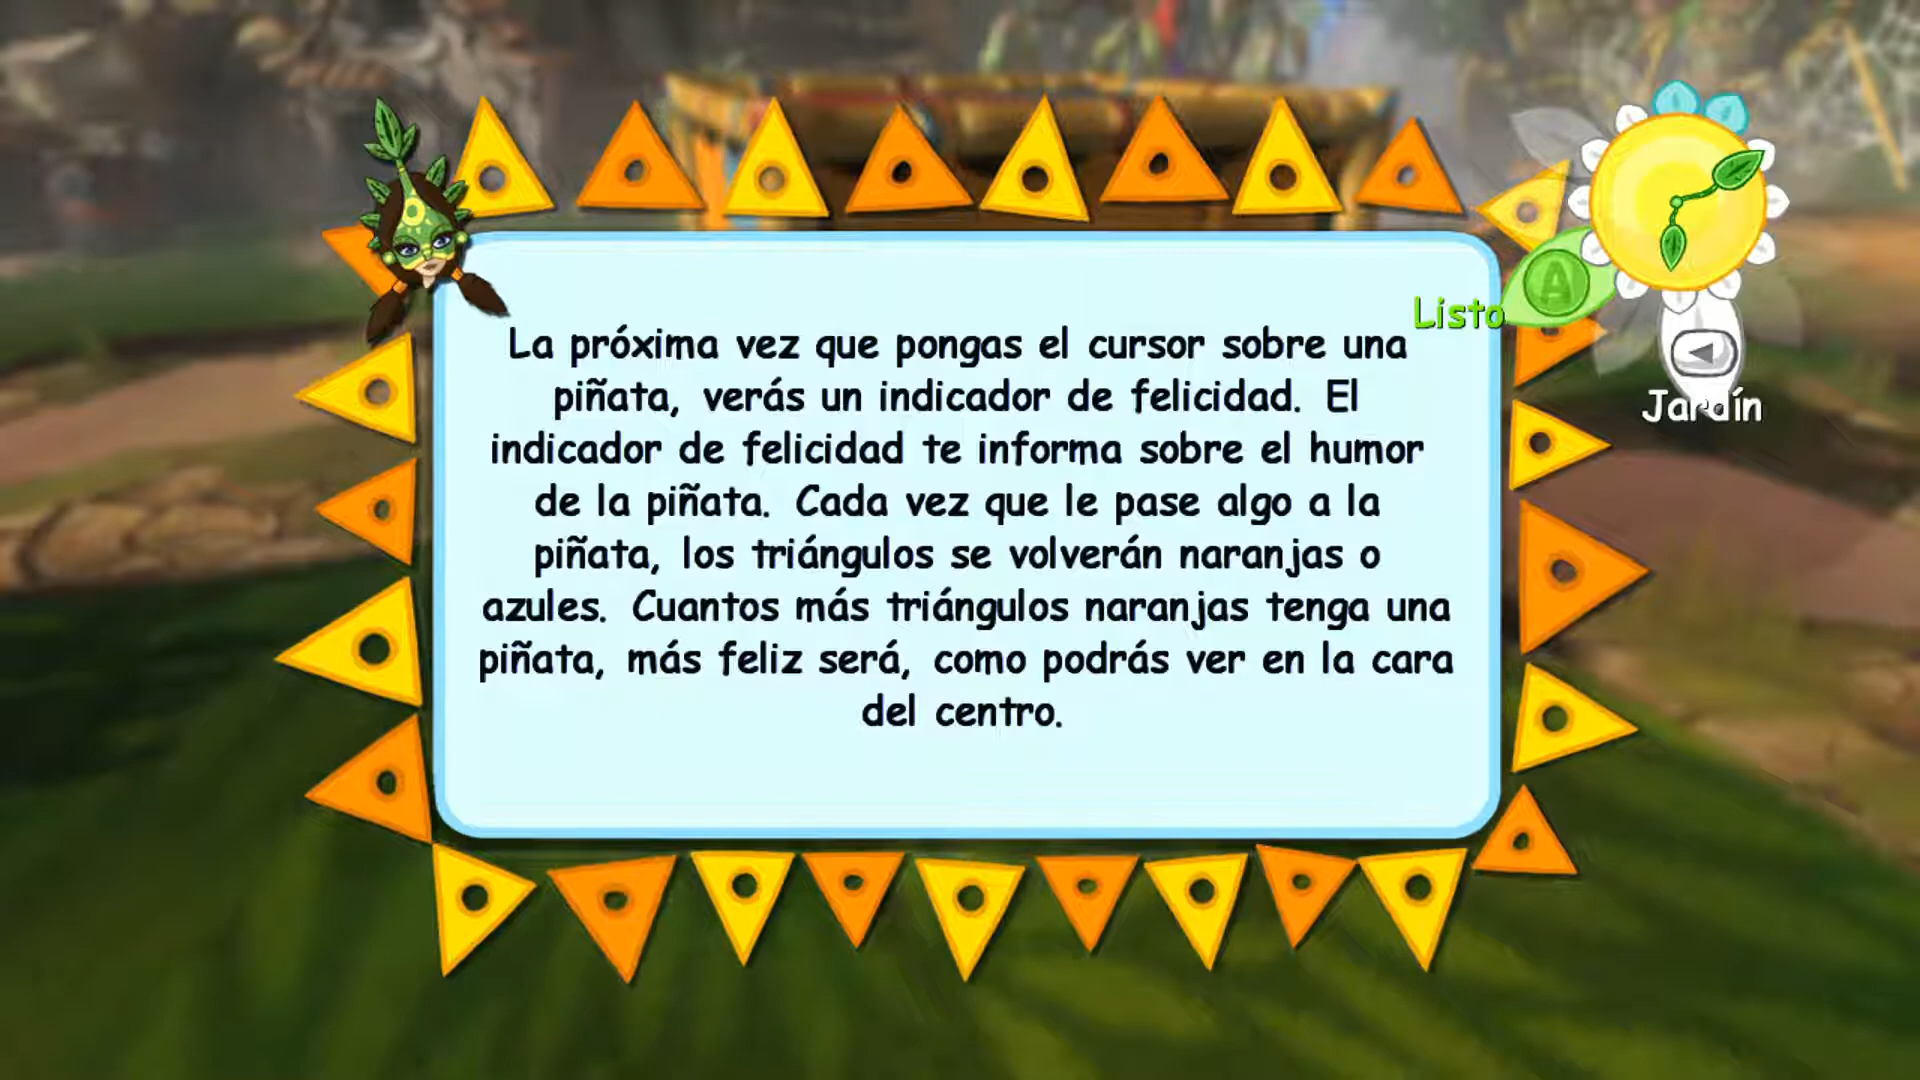 Listo
A
Jardín
La próxima vez que pongas el cursor sobre una
piñata, verás un indicador de felicidad. El
indicador de felicidad te informa sobre el humor
de la piñata. Cada vez que le pase algo a la
piñata, los triángulos se volverán naranjas o
azules. Cuantos más triángulos naranjas tenga una
piñata, más feliz será, como podrás ver en la cara
del centro.